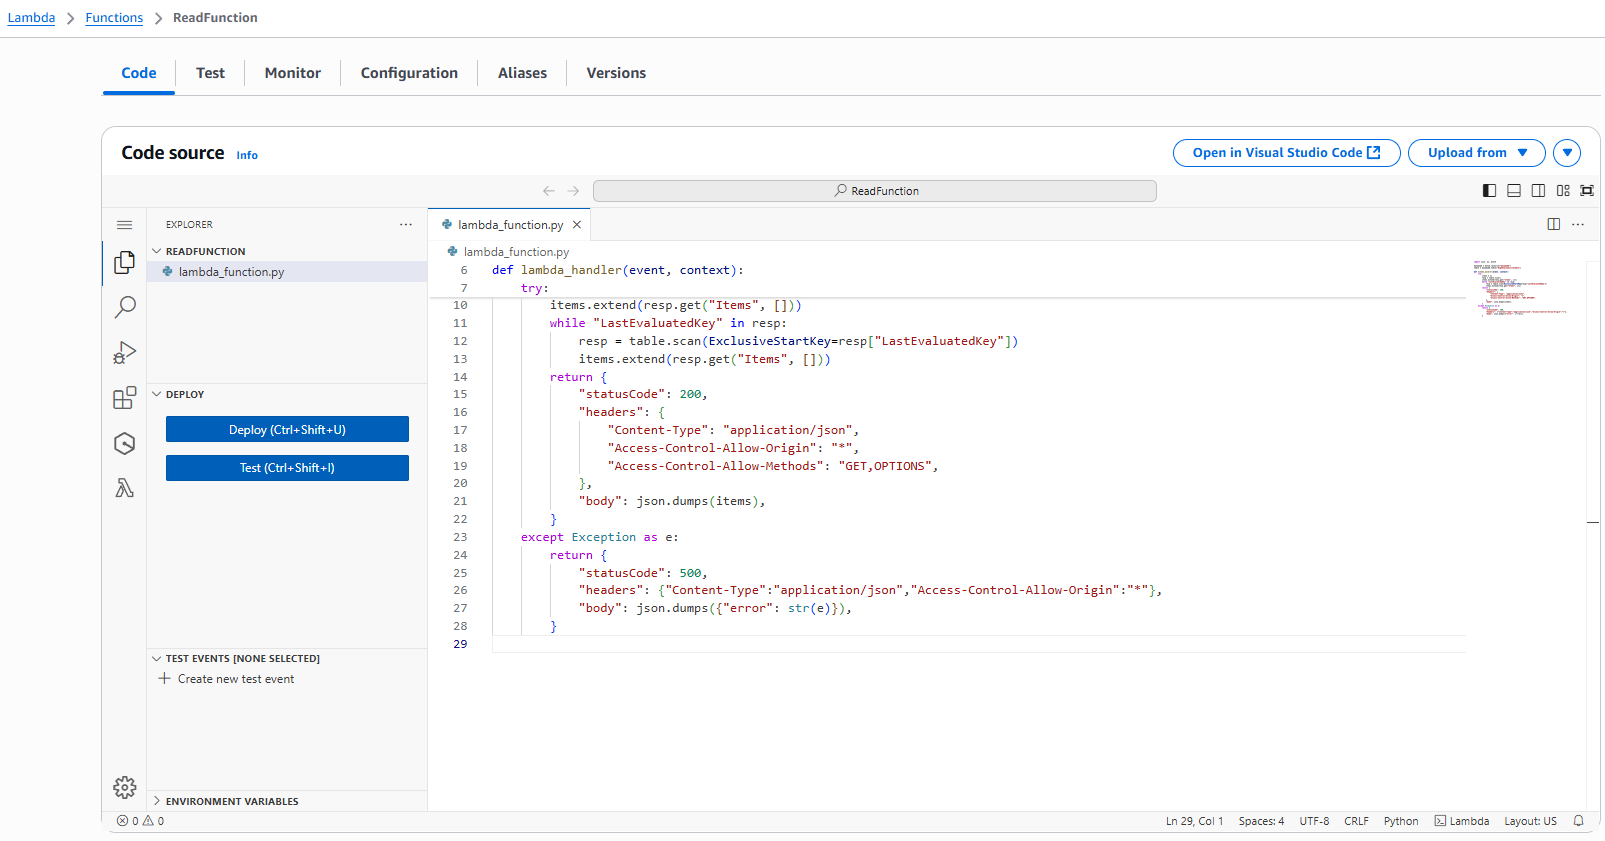 Lambda > Functions > ReadFunction
Code Test Monitor Configuration Aliases Versions
Code source Info
Open in Visual Studio Code Upload from
ReadFunction
EXPLORER ...
READFUNCTION
lambda_function.py
DEPLOY
Deploy (Ctrl+Shift+U)
Test (Ctrl+Shift+I)
TEST EVENTS [NONE SELECTED]
Create new test event
ENVIRONMENT VARIABLES
lambda_function.py
lambda_function.py
6 def lambda_handler(event, context):
7     try:
10         items.extend(resp.get("Items", []))
11         while "LastEvaluatedKey" in resp:
12             resp = table.scan(ExclusiveStartKey=resp["LastEvaluatedKey"])
13             items.extend(resp.get("Items", []))
14         return {
15             "statusCode": 200,
16             "headers": {
17                 "Content-Type": "application/json",
18                 "Access-Control-Allow-Origin": "*",
19                 "Access-Control-Allow-Methods": "GET,OPTIONS",
20             },
21             "body": json.dumps(items),
22         }
23     except Exception as e:
24         return {
25             "statusCode": 500,
26             "headers": {"Content-Type":"application/json","Access-Control-Allow-Origin":"*"},
27             "body": json.dumps({"error": str(e)}),
28         }
29
0 0
Ln 29, Col 1 Spaces: 4 UTF-8 CRLF Python Lambda Layout: US